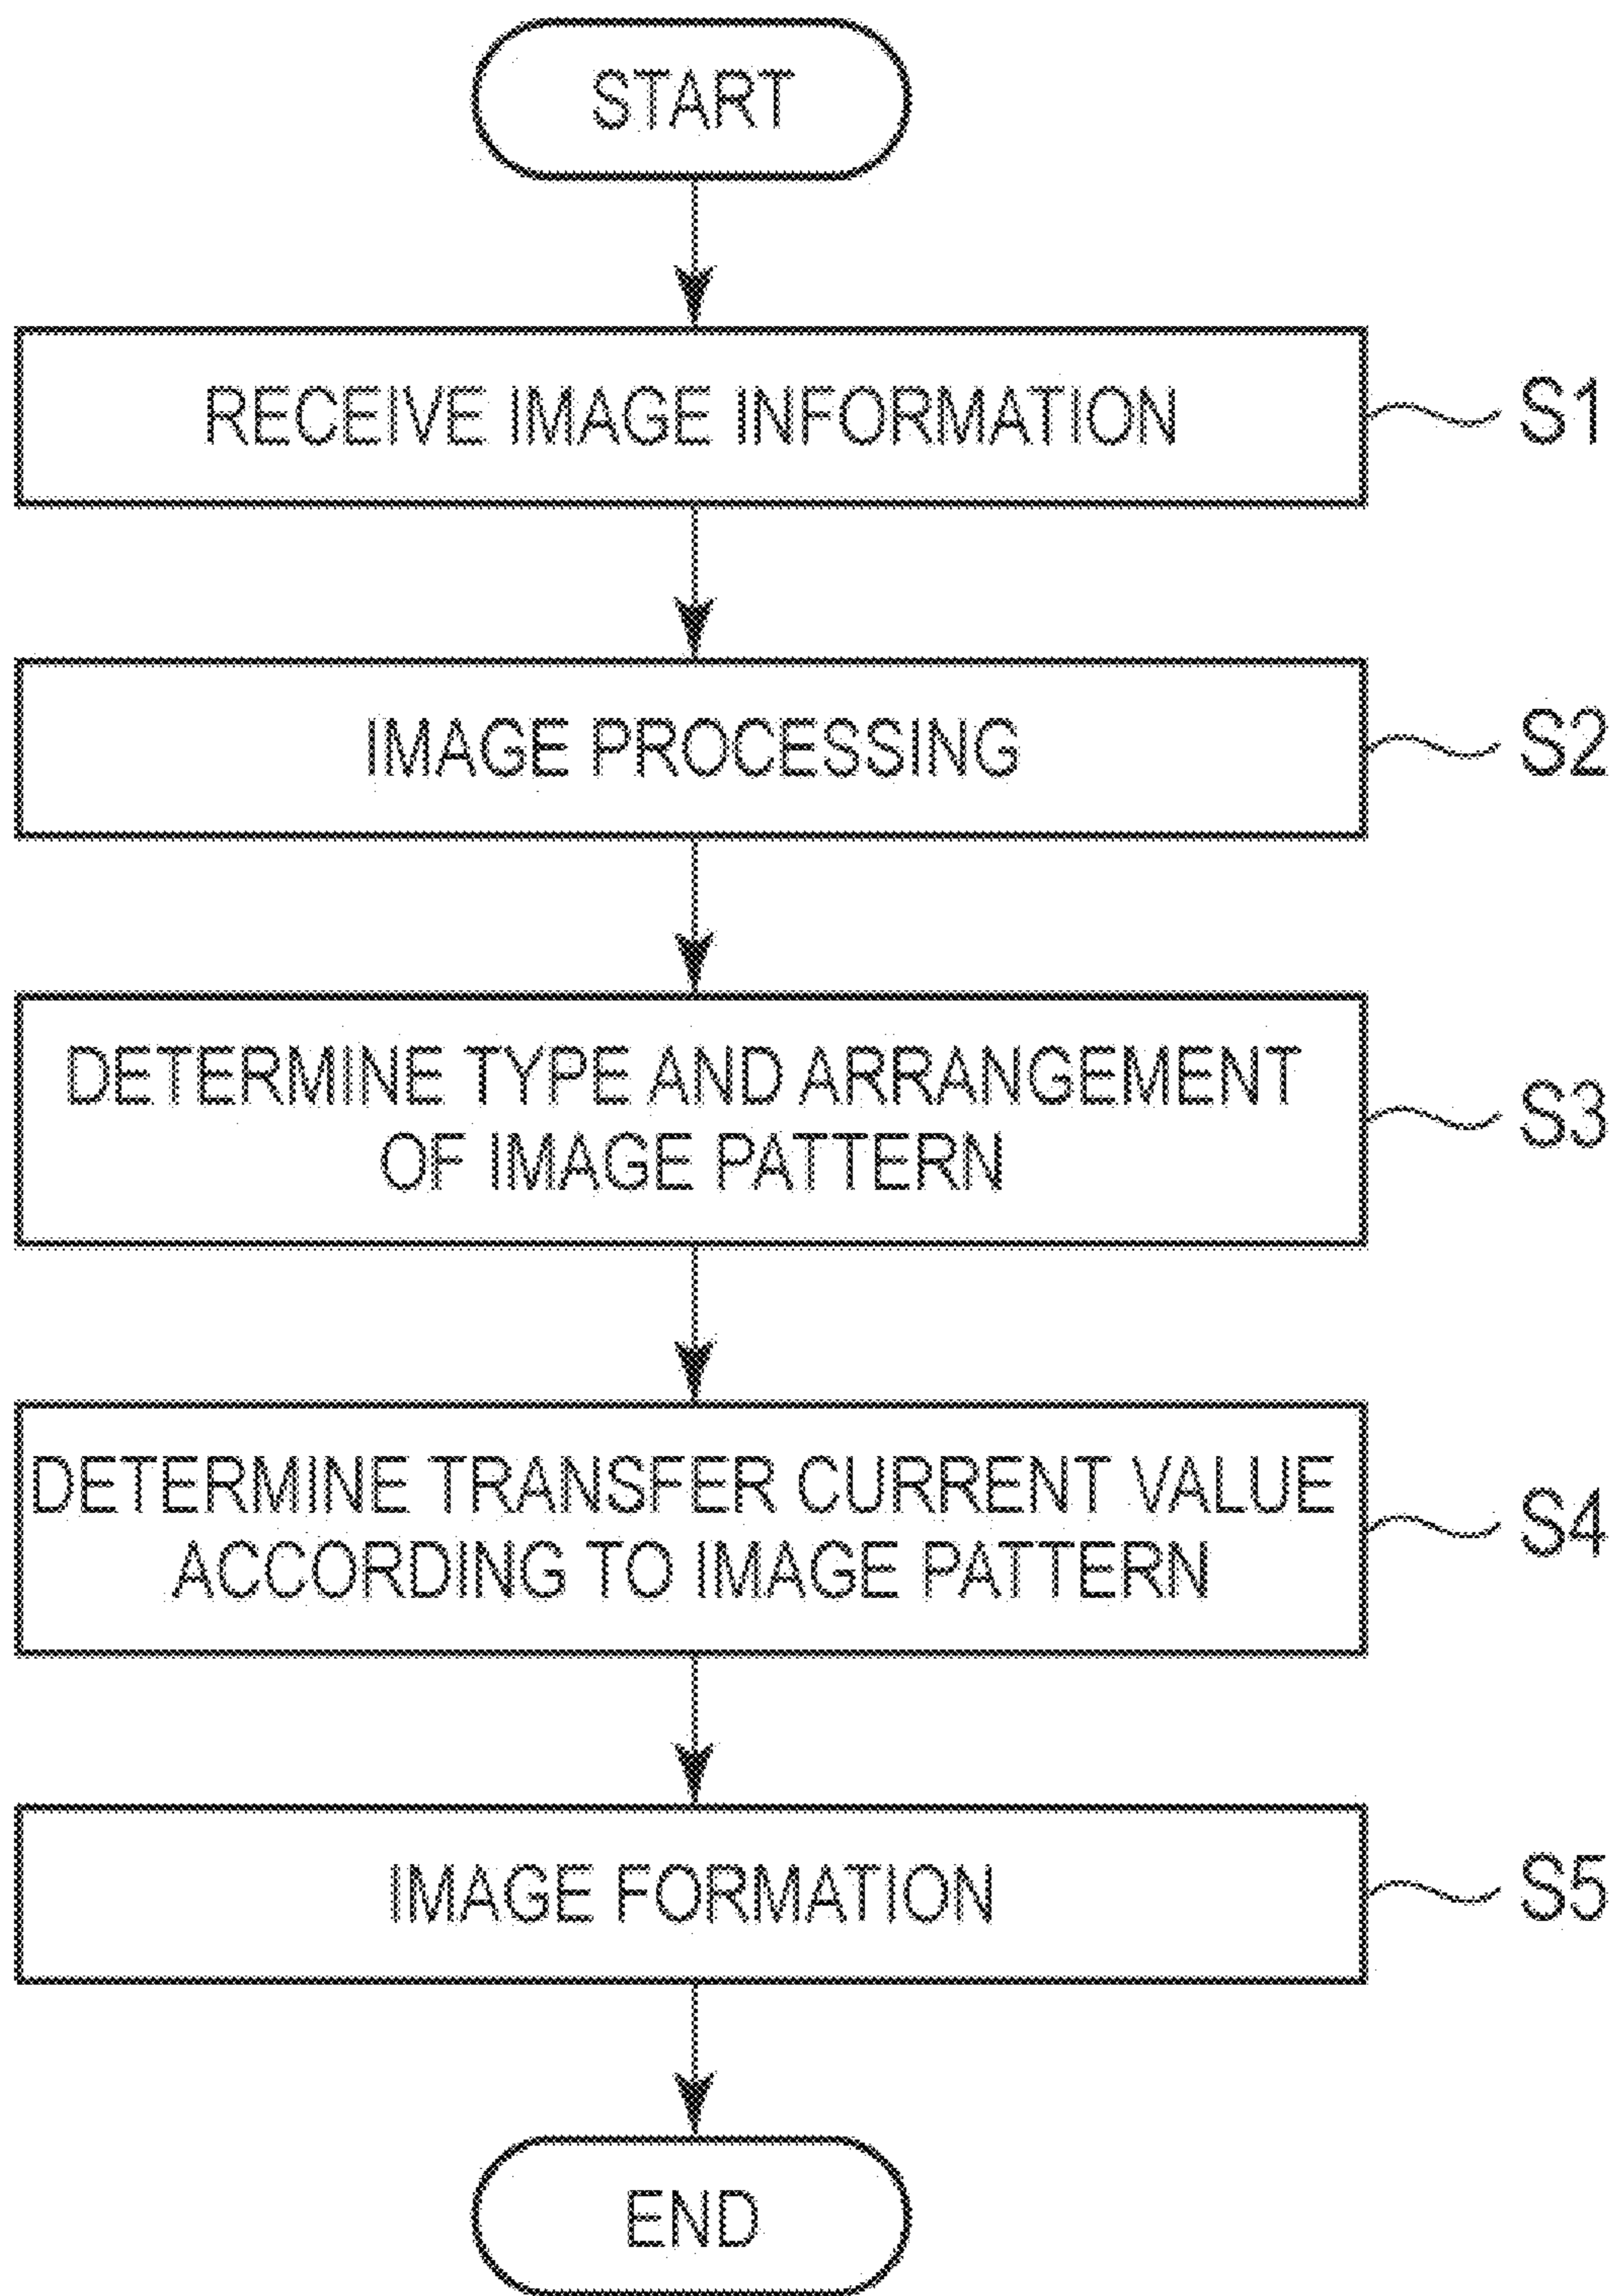 START
RECEIVE IMAGE INFORMATION
S1
IMAGE PROCESSING
S2
DETERMINE TYPE AND ARRANGEMENT
OF IMAGE PATTERN
S3
DETERMINE TRANSFER CURRENT VALUE
ACCORDING TO IMAGE PATTERN
S4
IMAGE FORMATION
S5
END